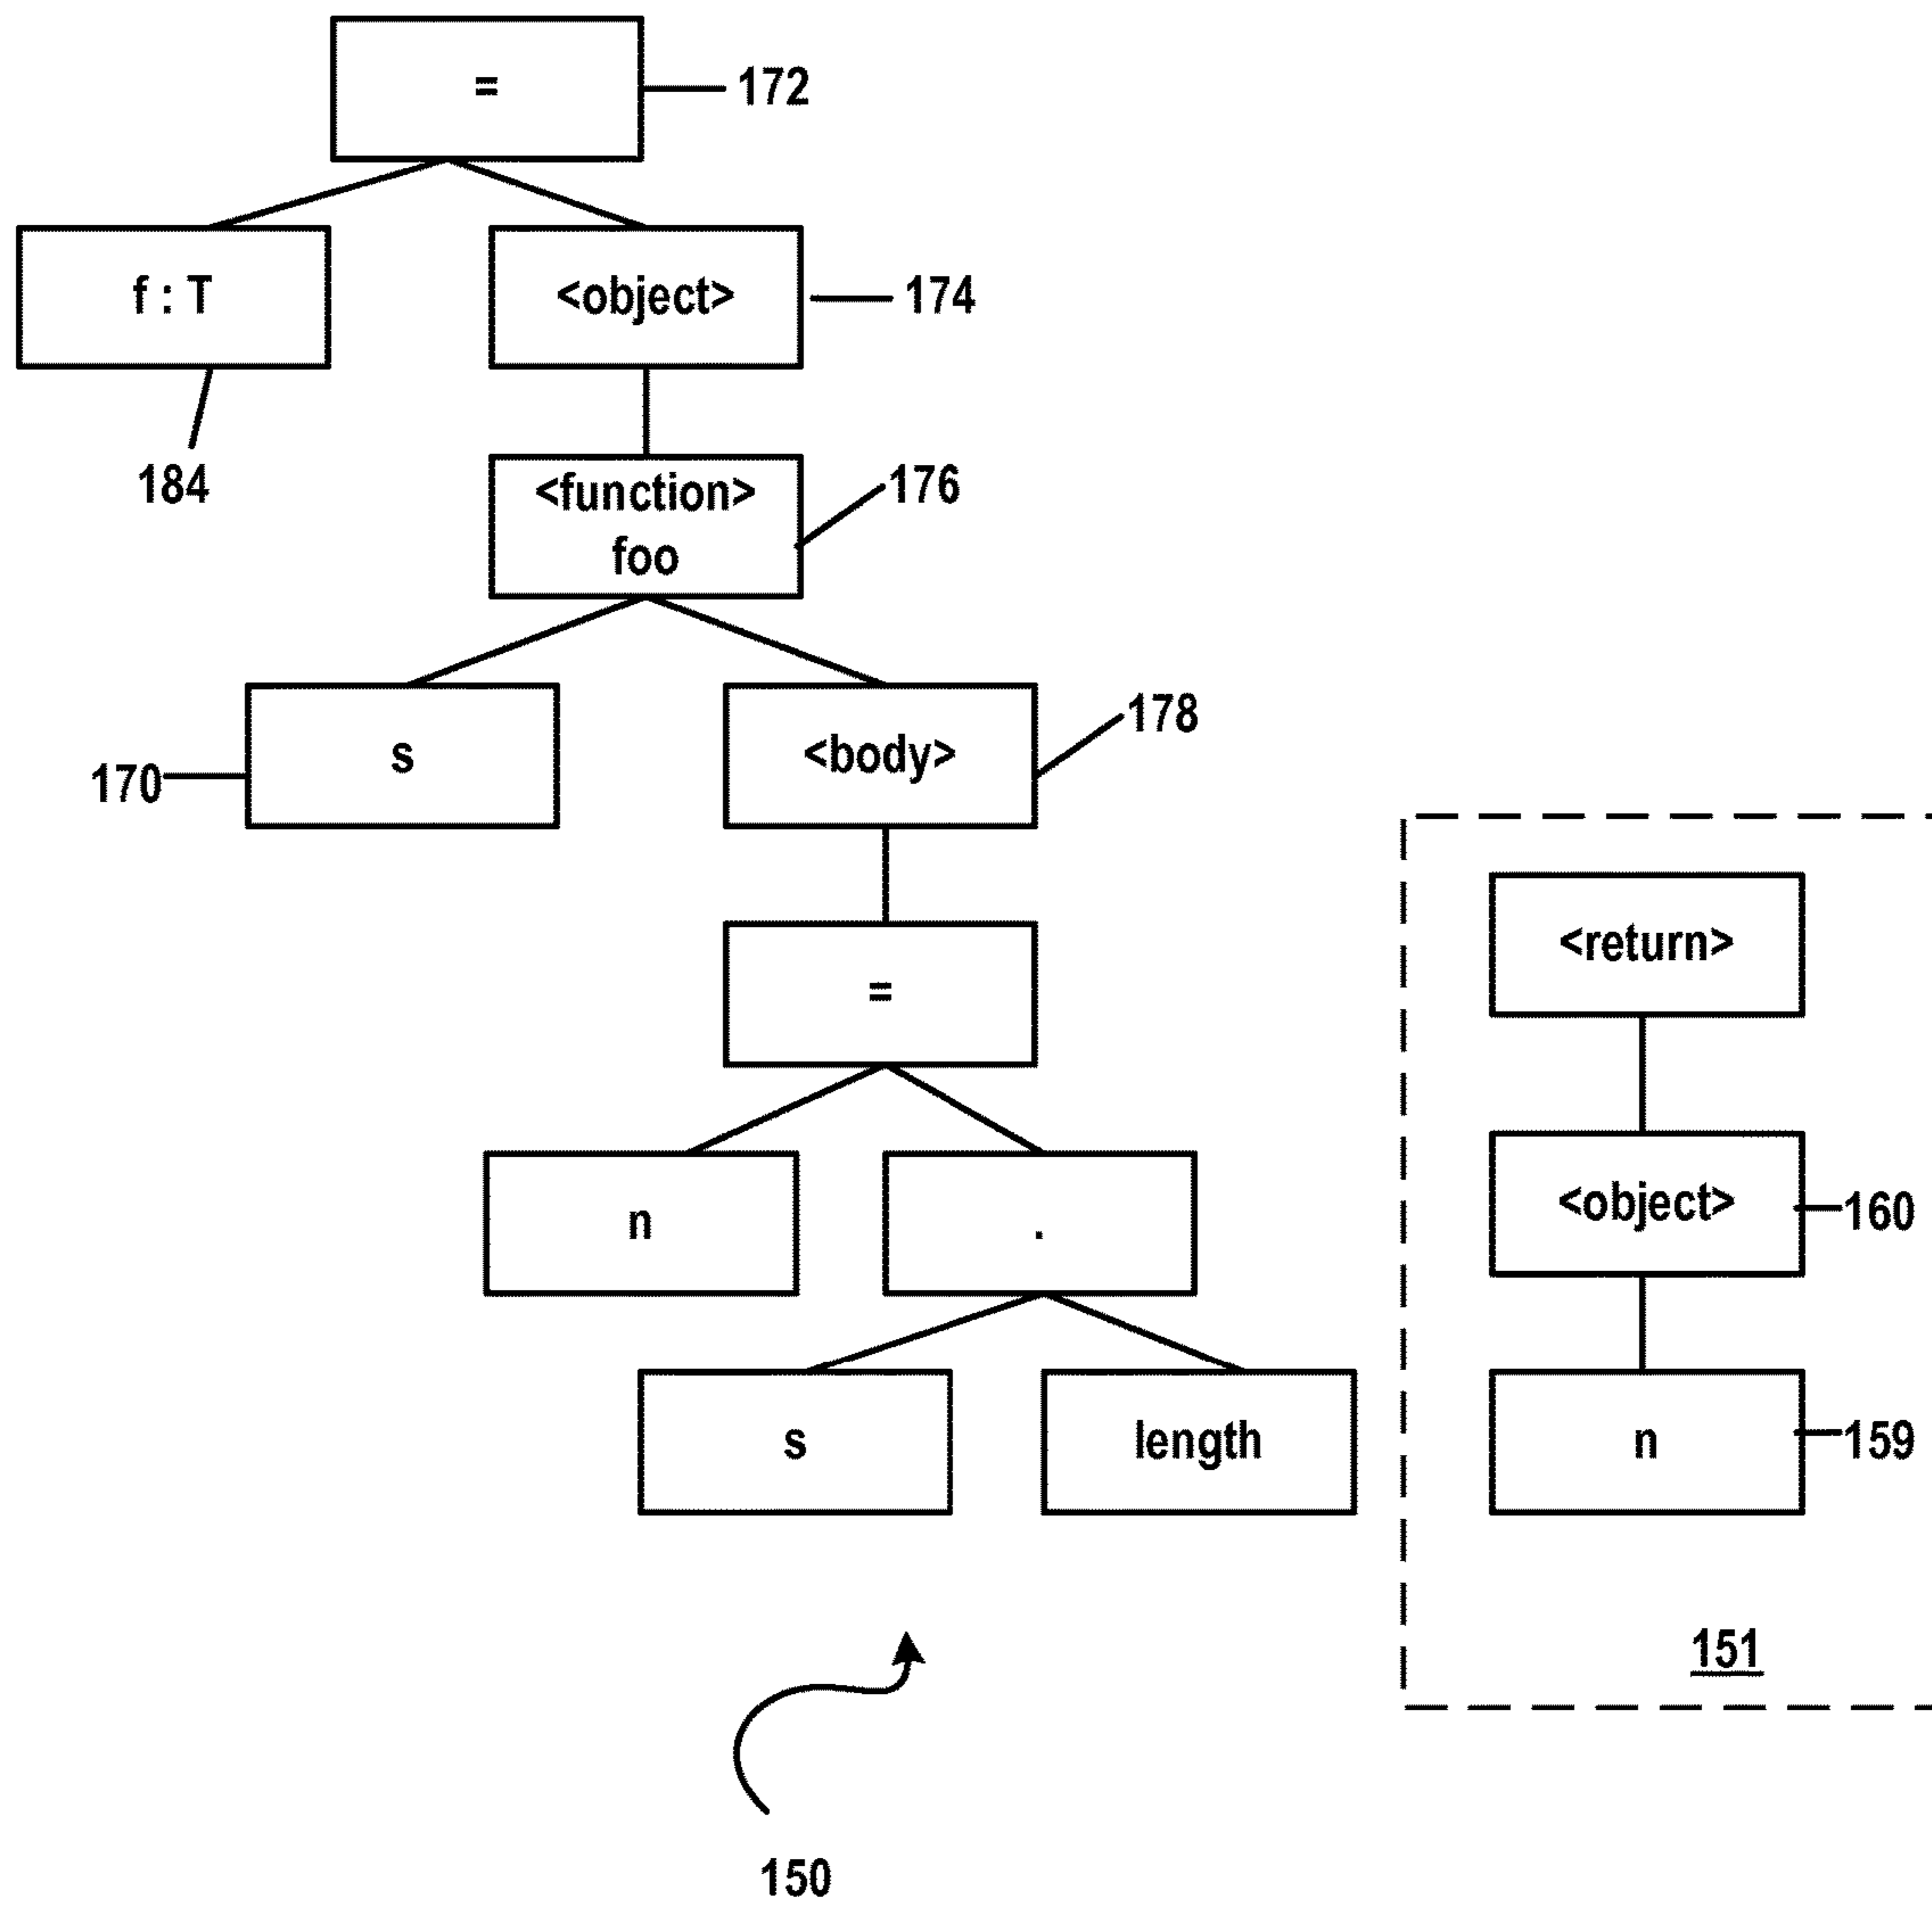 =
172
f : T
<object>
174
184
<function>
foo
176
s
170
<body>
178
=
<return>
n
.
<object>
160
s
length
n
159
151
150